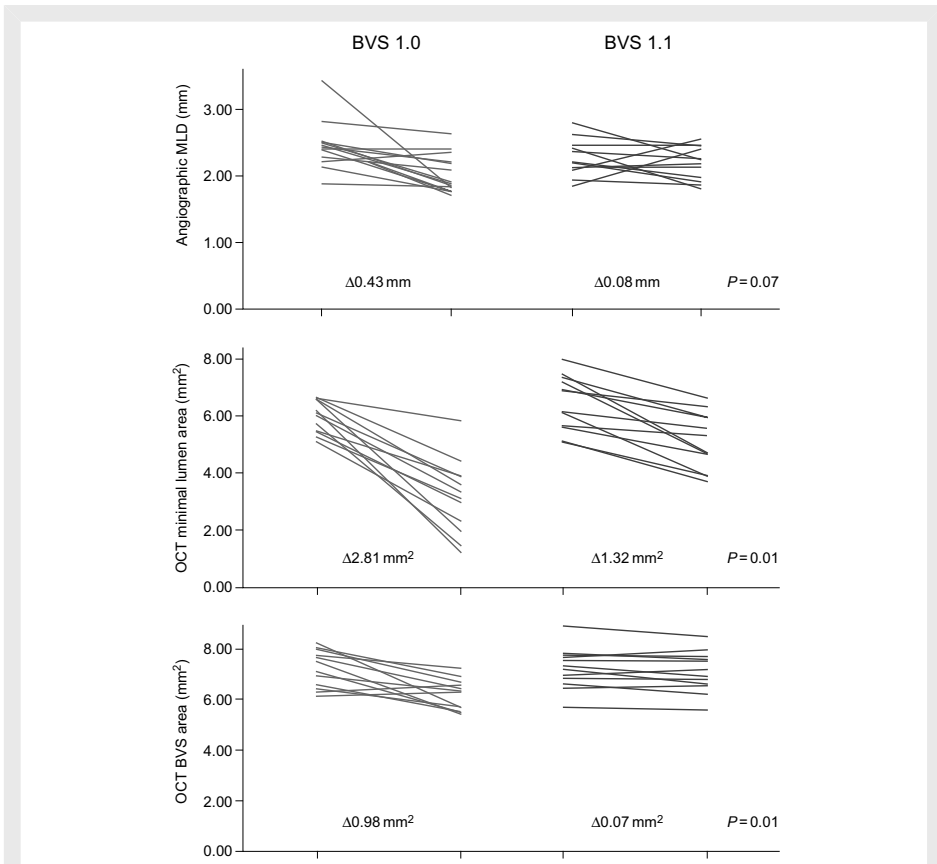 BVS 1.0 BVS 1.1
Angiographic MLD (mm)
3.00
2.00
1.00
0.00
Δ0.43 mm Δ0.08 mm P=0.07
OCT minimal lumen area (mm²)
8.00
6.00
4.00
2.00
0.00
Δ2.81 mm² Δ1.32 mm² P=0.01
OCT BVS area (mm²)
8.00
6.00
4.00
2.00
0.00
Δ0.98 mm² Δ0.07 mm² P=0.01